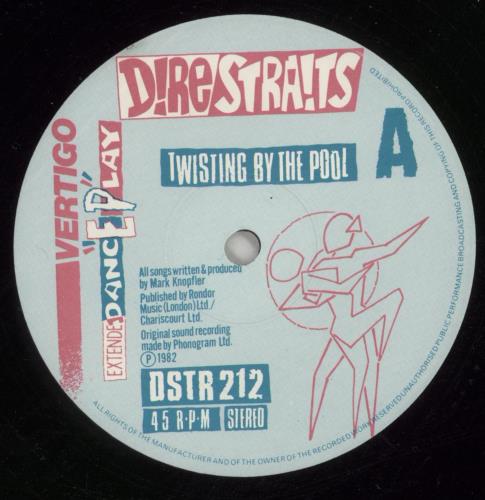 D!Re STRA!TS
TWISTING BY THE POOL
A
VERTIGO
EXTENDED DANCE "EP" PLAY
All songs written & produced
by Mark Knopfler
Published by Rondor
Music (London) Ltd./
Chariscourt Ltd.
Original sound recording
made by Phonogram Ltd.
Ⓟ 1982
DSTR 212
45 R·P·M STEREO
ALL RIGHTS OF THE MANUFACTURER AND OF THE OWNER OF THE RECORDED WORK RESERVED UNAUTHORISED PUBLIC PERFORMANCE BROADCASTING AND COPYING OF THIS RECORD PROHIBITED